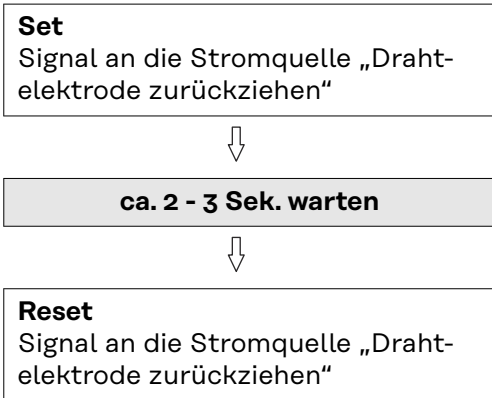 Set
Signal an die Stromquelle „Draht-
elektrode zurückziehen“
ca. 2 - 3 Sek. warten
Reset
Signal an die Stromquelle „Draht-
elektrode zurückziehen“